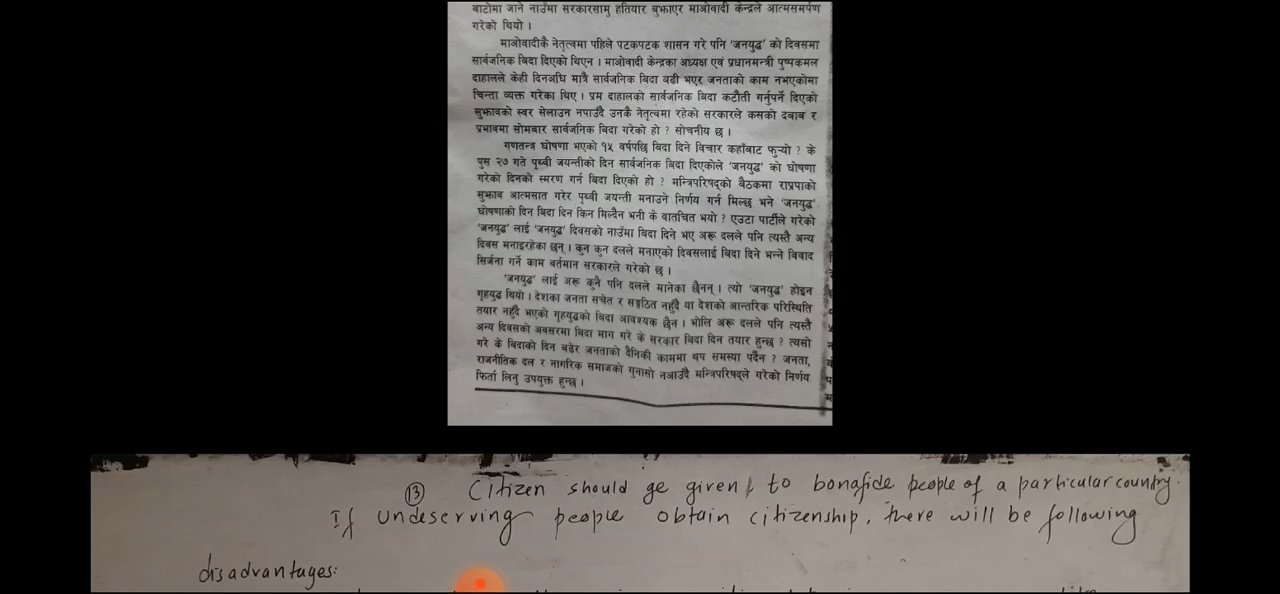 बाटोमा जाने नाउँमा सरकारसामु हतियार बुझाएर माओवादी केन्द्रले आत्मसमर्पण
गरेको थियो ।
माओवादीकै नेतृत्वमा पहिले पटकपटक शासन गरे पनि 'जनयुद्ध' को दिवसमा
सार्वजनिक बिदा दिएको थिएन । माओवादी केन्द्रका अध्यक्ष एवं प्रधानमन्त्री पुष्पकमल
दाहालले केही दिनअघि मात्रै सार्वजनिक बिदा बढी भएर जनताको काम नभएकोमा
चिन्ता व्यक्त गरेका थिए । प्रम दाहालको सार्वजनिक बिदा कटौती गर्नुपर्ने दिएको
सुझावको स्वर सेलाउन नपाउँदै उनकै नेतृत्वमा रहेको सरकारले कसको दबाब र
प्रभावमा सोमबार सार्वजनिक बिदा गरेको हो ? सोचनीय छ ।
गणतन्त्र घोषणा भएको १५ वर्षपछि बिदा दिने विचार कहाँबाट फुर्‍यो ? के
पुस २७ गते पृथ्वी जयन्तीको दिन सार्वजनिक बिदा दिएकोले 'जनयुद्ध' को घोषणा
गरेको दिनको स्मरण गर्न बिदा दिएको हो ? मन्त्रिपरिषद्को बैठकमा राप्रपाको
सुझाव आत्मसात गरेर पृथ्वी जयन्ती मनाउने निर्णय गर्न मिल्छ भने 'जनयुद्ध'
घोषणाको दिन बिदा दिन किन मिल्दैन भनी के वातचित भयो ? एउटा पार्टीले गरेको
'जनयुद्ध' लाई 'जनयुद्ध' दिवसको नाउँमा बिदा दिने भए अरू दलले पनि त्यस्तै अन्य
दिवस मनाइरहेका छन् । कुन कुन दलले मनाएको दिवसलाई बिदा दिने भन्ने विवाद
सिर्जना गर्ने काम वर्तमान सरकारले गरेको छ ।
'जनयुद्ध' लाई अरू कुनै पनि दलले मानेका छैनन् । त्यो 'जनयुद्ध' होइन
गृहयुद्ध थियो । देशका जनता सचेत र सङ्गठित नहुँदै या देशको आन्तरिक परिस्थिति
तयार नहुँदै भएको गृहयुद्धको बिदा आवश्यक छैन । भोलि अरू दलले पनि त्यस्तै
अन्य दिवसको अवसरमा बिदा माग गरे के सरकार बिदा दिन तयार हुन्छ ? त्यसो
गरे के बिदाको दिन बढेर जनताको दैनिकी काममा थप समस्या पर्दैन ? जनता,
राजनीतिक दल र नागरिक समाजको गुनासो नआउँदै मन्त्रिपरिषद्ले गरेको निर्णय
फिर्ता लिनु उपयुक्त हुन्छ ।
(13) Citizen should ge given to bonafide people of a particular country.
If undeserving people obtain citizenship, there will be following
disadvantages: